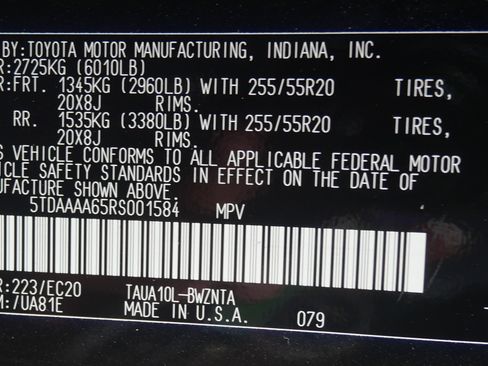 BY:TOYOTA MOTOR MANUFACTURING, INDIANA, INC.
R:2725KG (6010LB)
R:FRT. 1345KG (2960LB) WITH 255/55R20 TIRES,
20X8J RIMS.
RR. 1535KG (3380LB) WITH 255/55R20 TIRES,
20X8J RIMS.
S VEHICLE CONFORMS TO ALL APPLICABLE FEDERAL MOTOR
ICLE SAFETY STANDARDS IN EFFECT ON THE DATE OF
NUFACTURE SHOWN ABOVE.
5TDAAAA65RS001584 MPV
R:223/EC20 TAUA10L-BWZNTA
M:/UA81E MADE IN U.S.A. 079